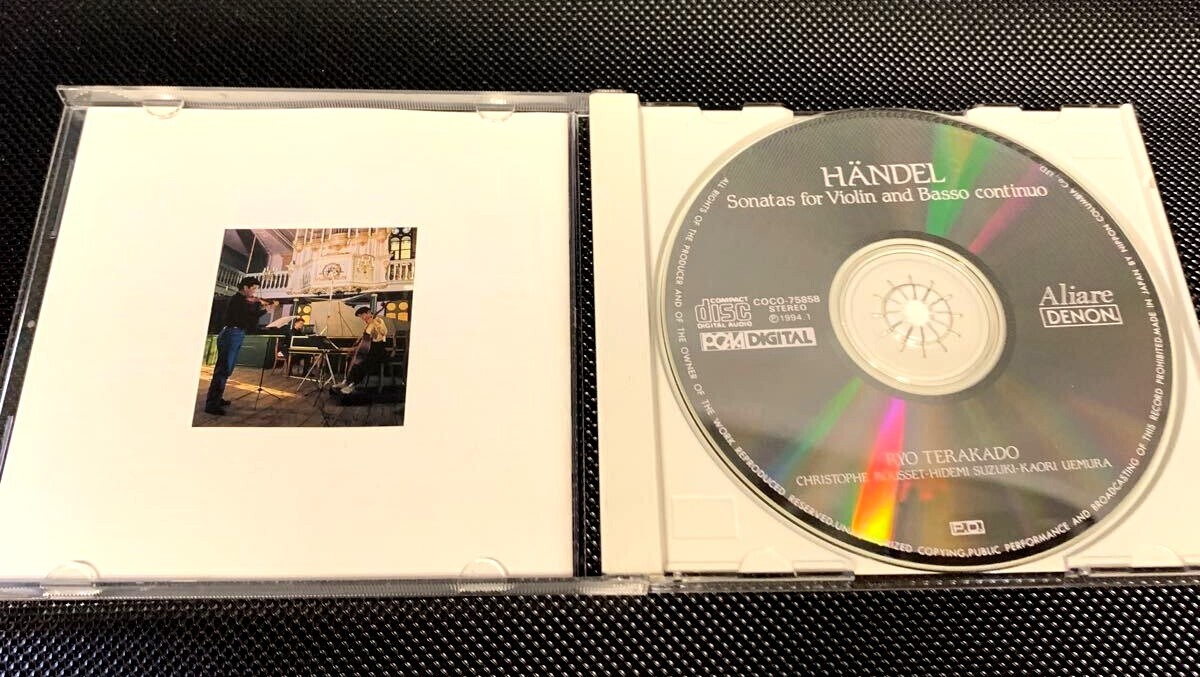 HÄNDEL
Sonatas for Violin and Basso continuo
COMPACT
disc
DIGITAL AUDIO
COCO-75858
STEREO
℗1994.1
PCM DIGITAL
Aliare
DENON
RYO TERAKADO
CHRISTOPHE ROUSSET-HIDEMI SUZUKI-KAORI UEMURA
P.D.
ALL RIGHTS OF THE PRODUCER AND OF THE OWNER OF THE WORK REPRODUCED RESERVED.UNAUTHORIZED COPYING,PUBLIC PERFORMANCE AND BROADCASTING OF THIS RECORD PROHIBITED.MADE IN JAPAN BY NIPPON COLUMBIA CO., LTD.